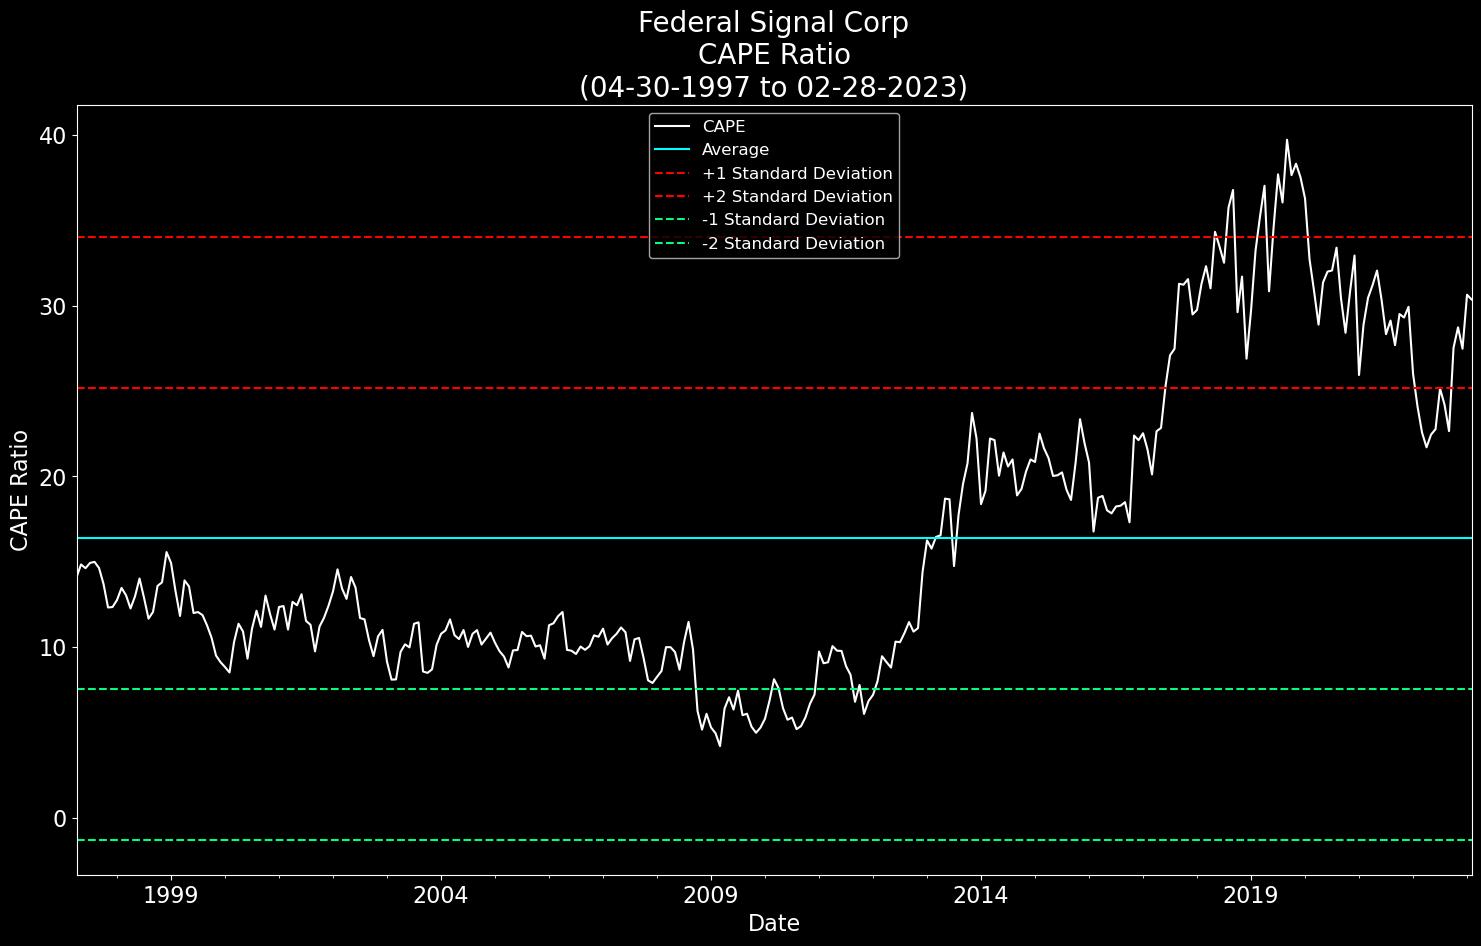 Federal Signal Corp
CAPE Ratio
(04-30-1997 to 02-28-2023)
CAPE
Average
+1 Standard Deviation
+2 Standard Deviation
-1 Standard Deviation
-2 Standard Deviation
40
30
20
10
0
CAPE Ratio
1999
2004
2009
2014
2019
Date